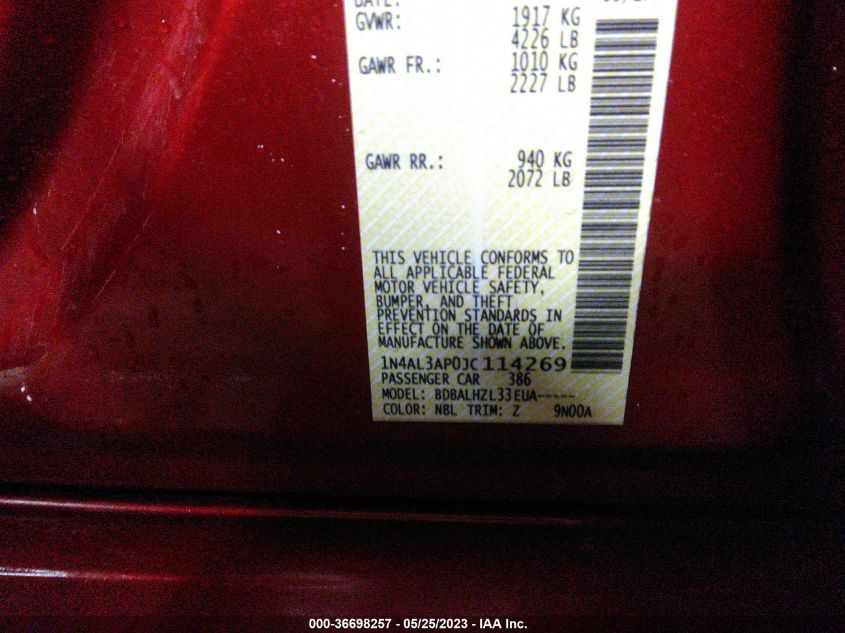 DATE:
GVWR: 1917 KG
4226 LB
GAWR FR.: 1010 KG
2227 LB
GAWR RR.: 940 KG
2072 LB
THIS VEHICLE CONFORMS TO
ALL APPLICABLE FEDERAL
MOTOR VEHICLE SAFETY,
BUMPER, AND THEFT
PREVENTION STANDARDS IN
EFFECT ON THE DATE OF
MANUFACTURE SHOWN ABOVE.
1N4AL3AP0JC114269
PASSENGER CAR 386
MODEL: BDBALHZL33EUA-----
COLOR: NBL TRIM: Z 9N00A
000-36698257 - 05/25/2023 - IAA Inc.